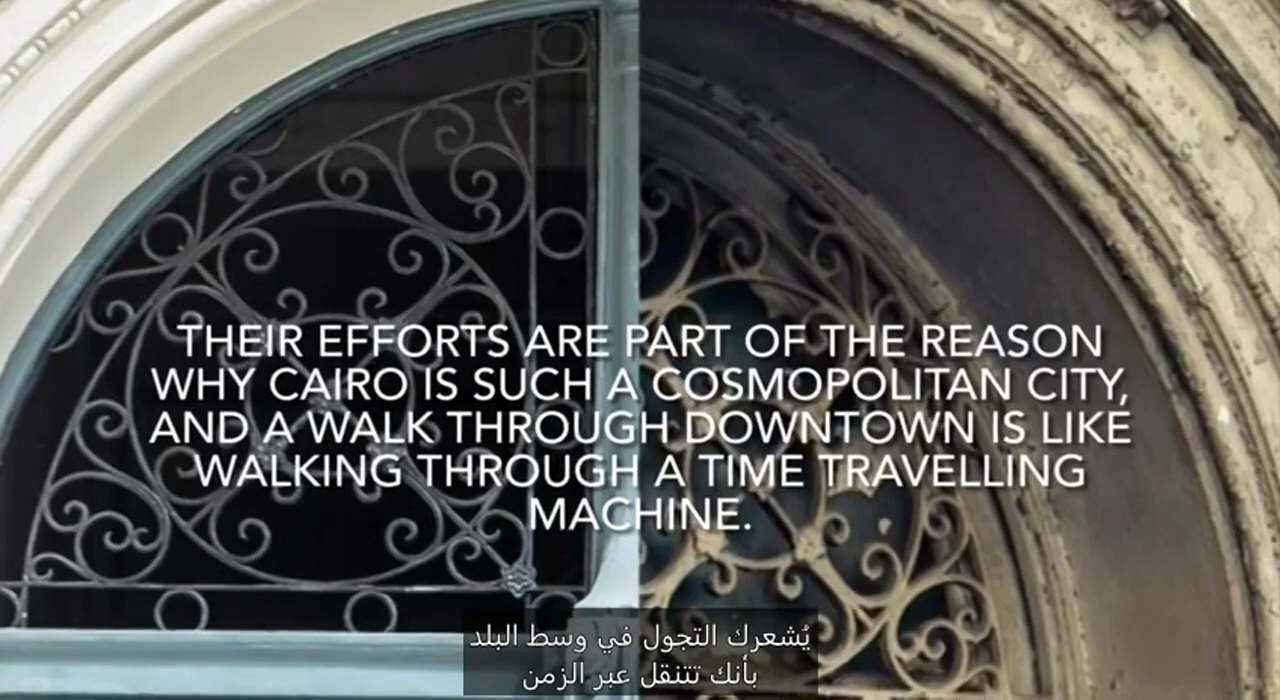 THEIR EFFORTS ARE PART OF THE REASON
WHY CAIRO IS SUCH A COSMOPOLITAN CITY,
AND A WALK THROUGH DOWNTOWN IS LIKE
WALKING THROUGH A TIME TRAVELLING
MACHINE.
يُشعرك التجول في وسط البلد
بأنك تتنقل عبر الزمن